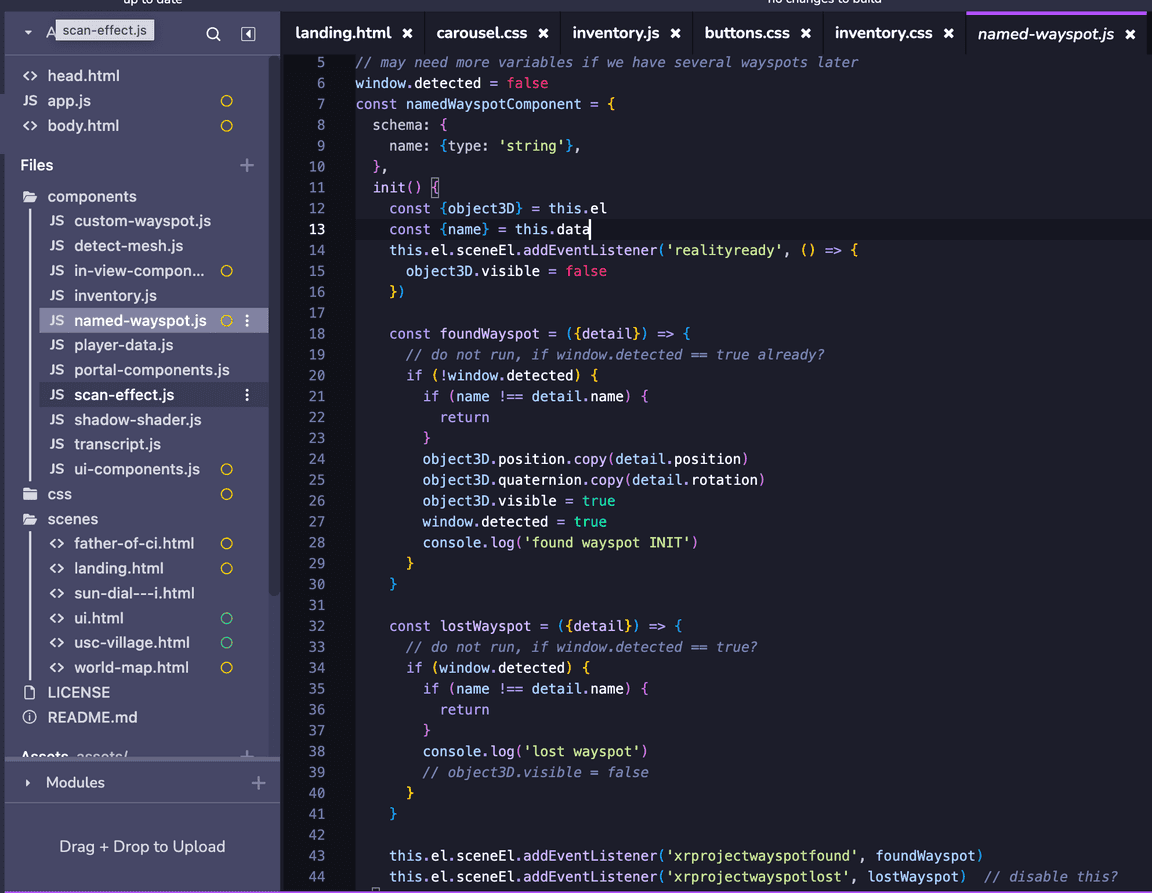 up to date
no changes to build
scan-effect.js
landing.html
carousel.css
inventory.js
buttons.css
inventory.css
named-wayspot.js
<> head.html
JS app.js
<> body.html
Files
components
JS custom-wayspot.js
JS detect-mesh.js
JS in-view-compon...
JS inventory.js
JS named-wayspot.js
JS player-data.js
JS portal-components.js
JS scan-effect.js
JS shadow-shader.js
JS transcript.js
JS ui-components.js
css
scenes
<> father-of-ci.html
<> landing.html
<> sun-dial---i.html
<> ui.html
<> usc-village.html
<> world-map.html
LICENSE
README.md
Assets assets/
Modules
Drag + Drop to Upload
5 // may need more variables if we have several wayspots later
6 window.detected = false
7 const namedWayspotComponent = {
8 schema: {
9 name: {type: 'string'},
10 },
11 init() {
12 const {object3D} = this.el
13 const {name} = this.data
14 this.el.sceneEl.addEventListener('realityready', () => {
15 object3D.visible = false
16 })
17
18 const foundWayspot = ({detail}) => {
19 // do not run, if window.detected == true already?
20 if (!window.detected) {
21 if (name !== detail.name) {
22 return
23 }
24 object3D.position.copy(detail.position)
25 object3D.quaternion.copy(detail.rotation)
26 object3D.visible = true
27 window.detected = true
28 console.log('found wayspot INIT')
29 }
30 }
31
32 const lostWayspot = ({detail}) => {
33 // do not run, if window.detected == true?
34 if (window.detected) {
35 if (name !== detail.name) {
36 return
37 }
38 console.log('lost wayspot')
39 // object3D.visible = false
40 }
41 }
42
43 this.el.sceneEl.addEventListener('xrprojectwayspotfound', foundWayspot)
44 this.el.sceneEl.addEventListener('xrprojectwayspotlost', lostWayspot) // disable this?